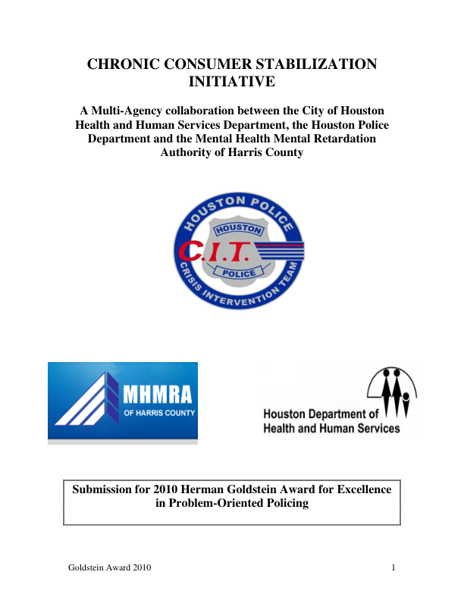 CHRONIC CONSUMER STABILIZATION
INITIATIVE
A Multi-Agency collaboration between the City of Houston
Health and Human Services Department, the Houston Police
Department and the Mental Health Mental Retardation
Authority of Harris County
HOUSTON POLICE
HOUSTON
C.I.T.
POLICE
CRISIS INTERVENTION TEAM
MHMRA
OF HARRIS COUNTY
Houston Department of
Health and Human Services
Submission for 2010 Herman Goldstein Award for Excellence
in Problem-Oriented Policing
Goldstein Award 2010 1